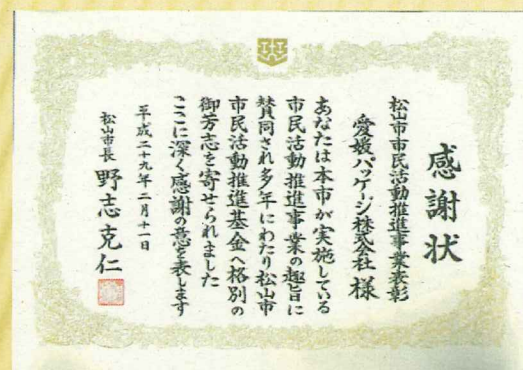 感謝状
松山市市民活動推進事業表彰
愛媛パッケージ株式会社 様
あなたは本市が実施している
市民活動推進事業の趣旨に
賛同され多年にわたり松山市
市民活動推進基金へ格別の
御芳志を寄せられました
ここに深く感謝の意を表します
平成二十九年二月十一日
松山市長 野志克仁